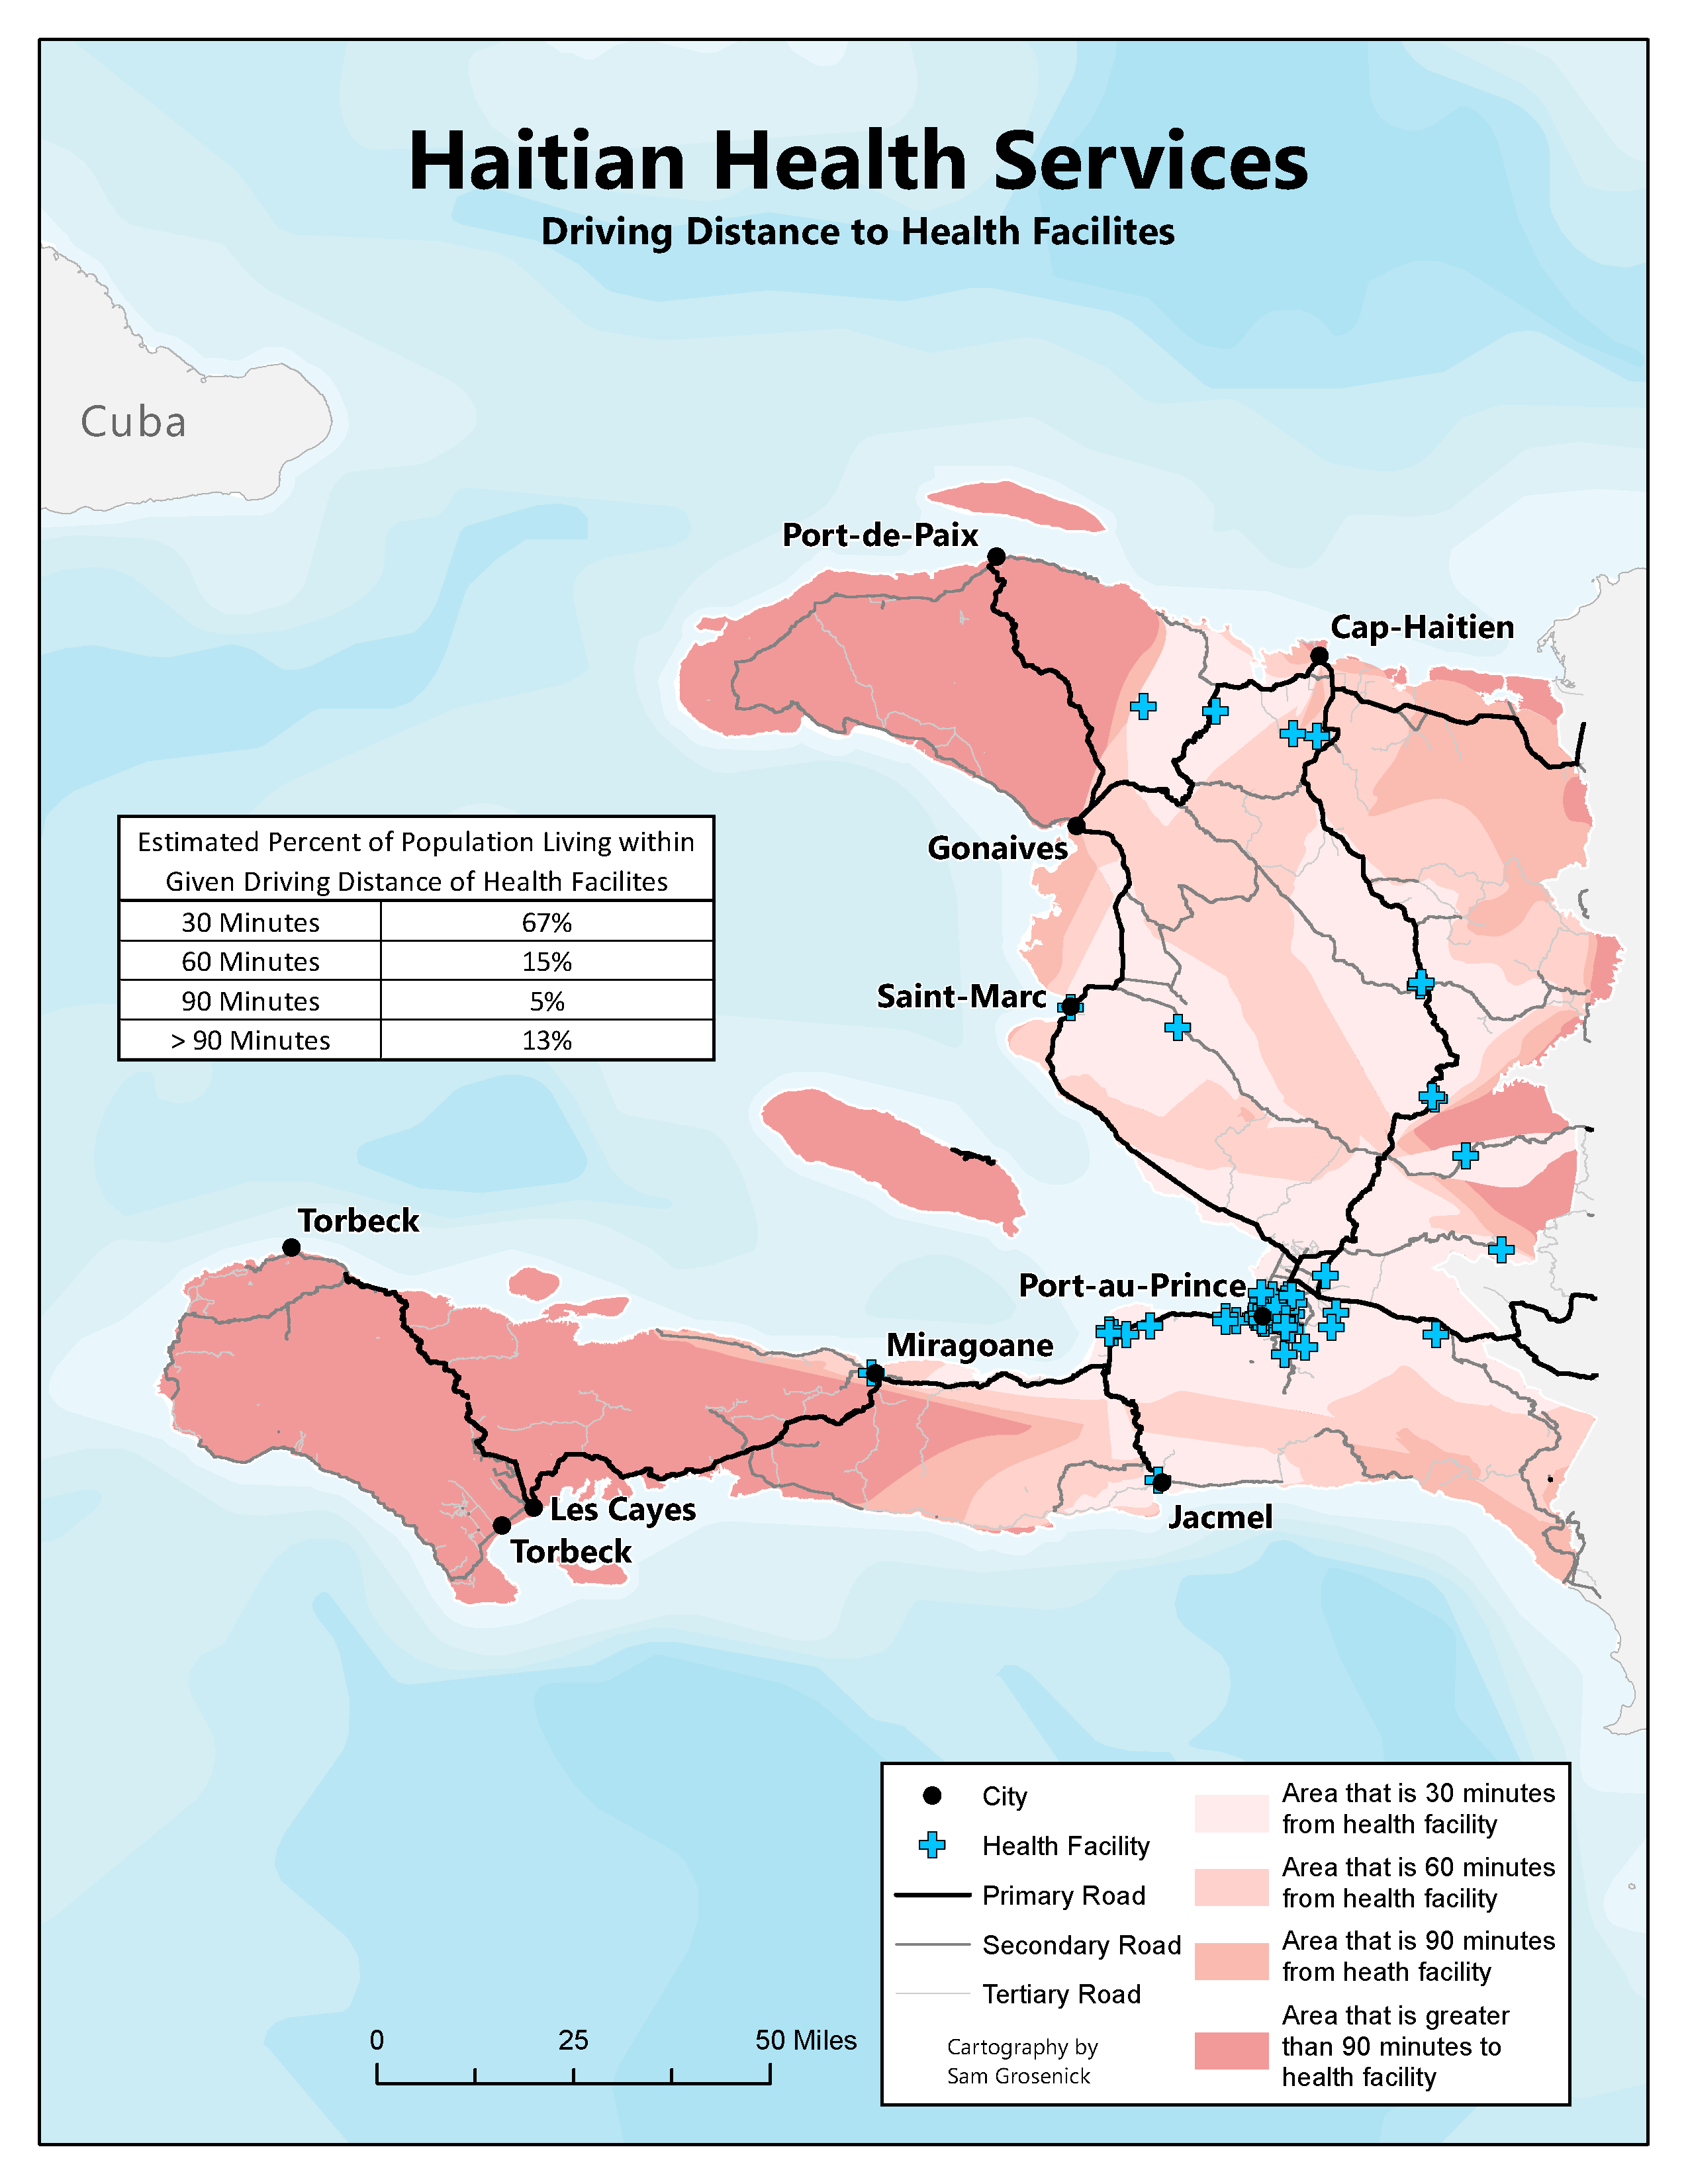 Haitian Health Services
Driving Distance to Health Facilites
Cuba
Port-de-Paix
Cap-Haitien
Gonaives
Saint-Marc
Estimated Percent of Population Living within
Given Driving Distance of Health Facilites
30 Minutes 67%
60 Minutes 15%
90 Minutes 5%
> 90 Minutes 13%
Torbeck
Port-au-Prince
Miragoane
Les Cayes
Torbeck
Jacmel
City
Health Facility
Primary Road
Secondary Road
Tertiary Road
Cartography by
Sam Grosenick
Area that is 30 minutes
from health facility
Area that is 60 minutes
from health facility
Area that is 90 minutes
from heath facility
Area that is greater
than 90 minutes to
health facility
0 25 50 Miles